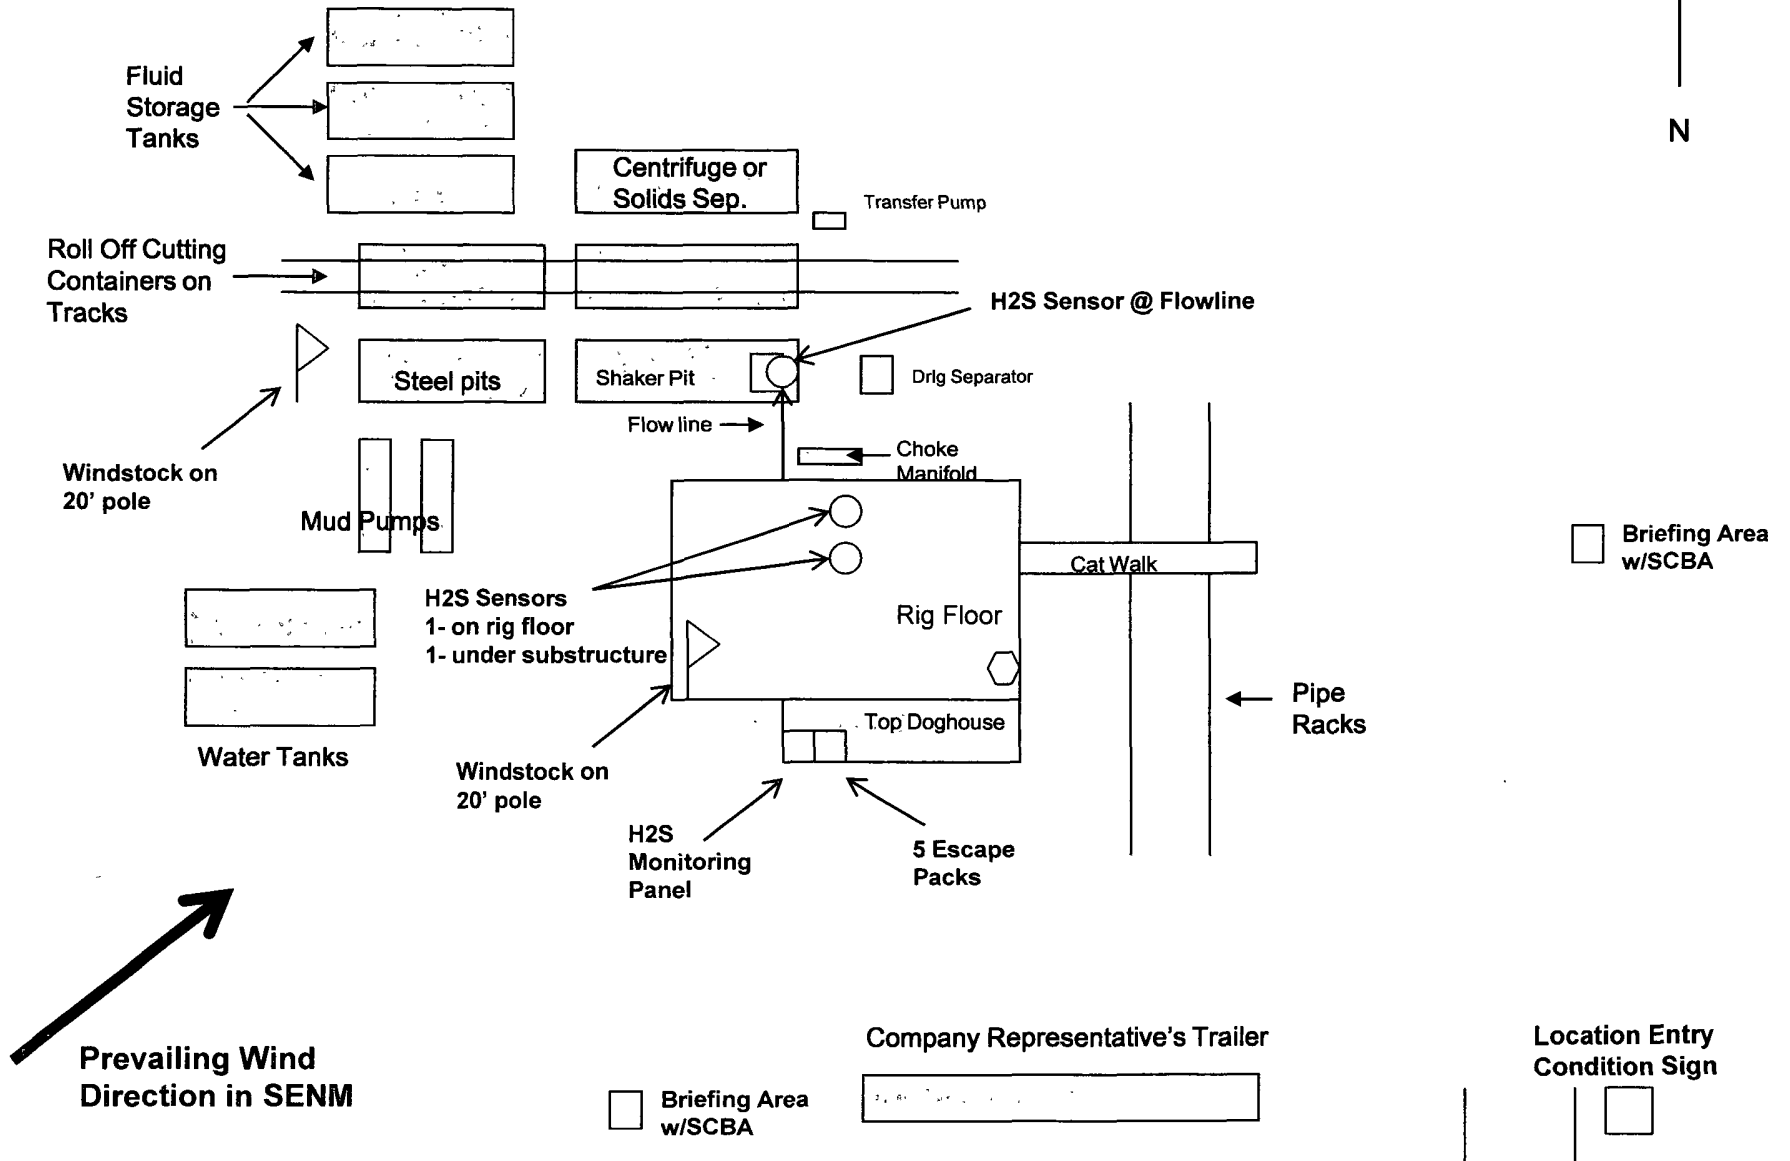 Fluid
Storage
Tanks
N
Centrifuge or
Solids Sep.
Transfer Pump
Roll Off Cutting
Containers on
Tracks
H2S Sensor @ Flowline
Steel pits
Shaker Pit
Drlg Separator
Flow line
Choke
Manifold
Windstock on
20' pole
Mud Pumps
Briefing Area
w/SCBA
Cat Walk
H2S Sensors
1- on rig floor
1- under substructure
Rig Floor
Pipe
Racks
Top Doghouse
Water Tanks
Windstock on
20' pole
H2S
Monitoring
Panel
5 Escape
Packs
Prevailing Wind
Direction in SENM
Company Representative's Trailer
Location Entry
Condition Sign
Briefing Area
w/SCBA